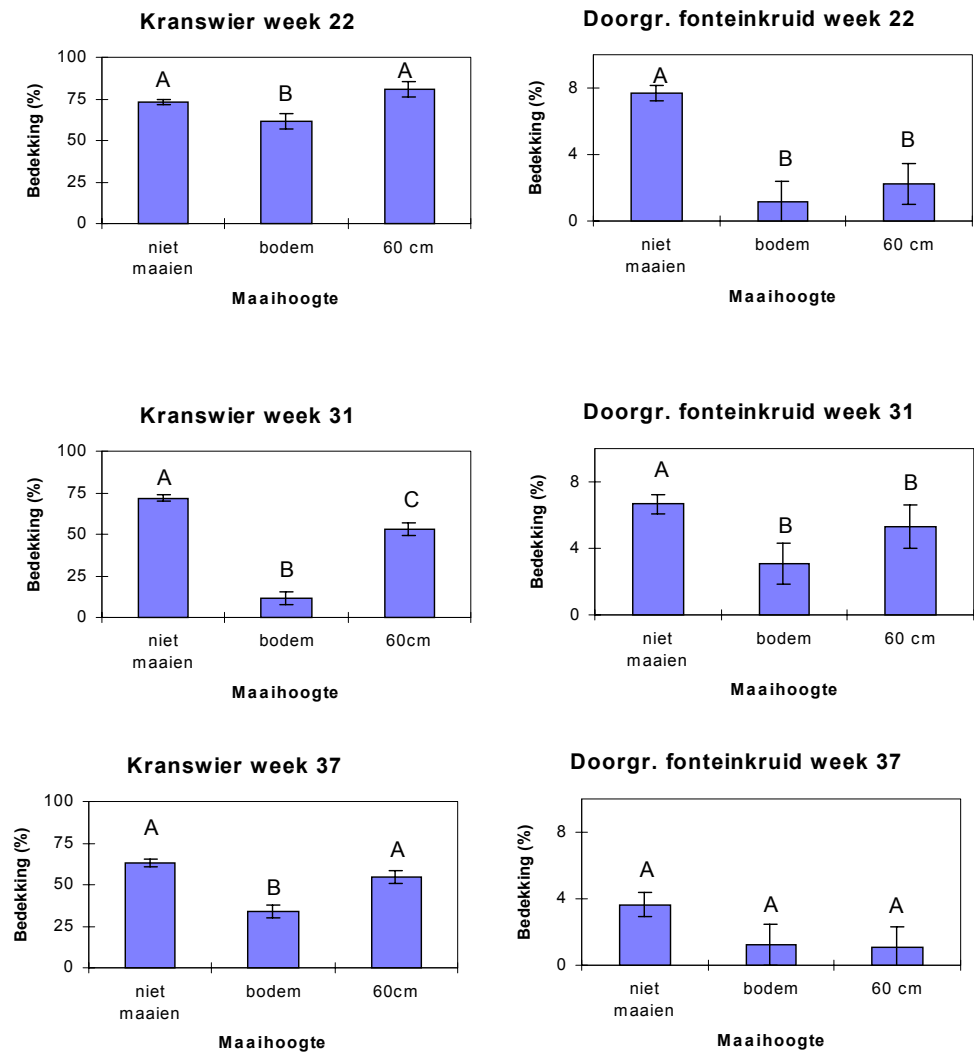 Kranswier week 22
Bedekking (%)
100
75
50
25
0
A
B
A
niet
maaien
bodem
60 cm
Maaihoogte
Doorgr. fonteinkruid week 22
Bedekking (%)
8
4
0
A
B
B
niet
maaien
bodem
60 cm
Maaihoogte
Kranswier week 31
Bedekking (%)
100
75
50
25
0
A
B
C
niet
maaien
bodem
60cm
Maaihoogte
Doorgr. fonteinkruid week 31
Bedekking (%)
8
4
0
A
B
B
niet
maaien
bodem
60 cm
Maaihoogte
Kranswier week 37
Bedekking (%)
100
75
50
25
0
A
B
A
niet
maaien
bodem
60cm
Maaihoogte
Doorgr. fonteinkruid week 37
Bedekking (%)
8
4
0
A
A
A
niet
maaien
bodem
60 cm
Maaihoogte